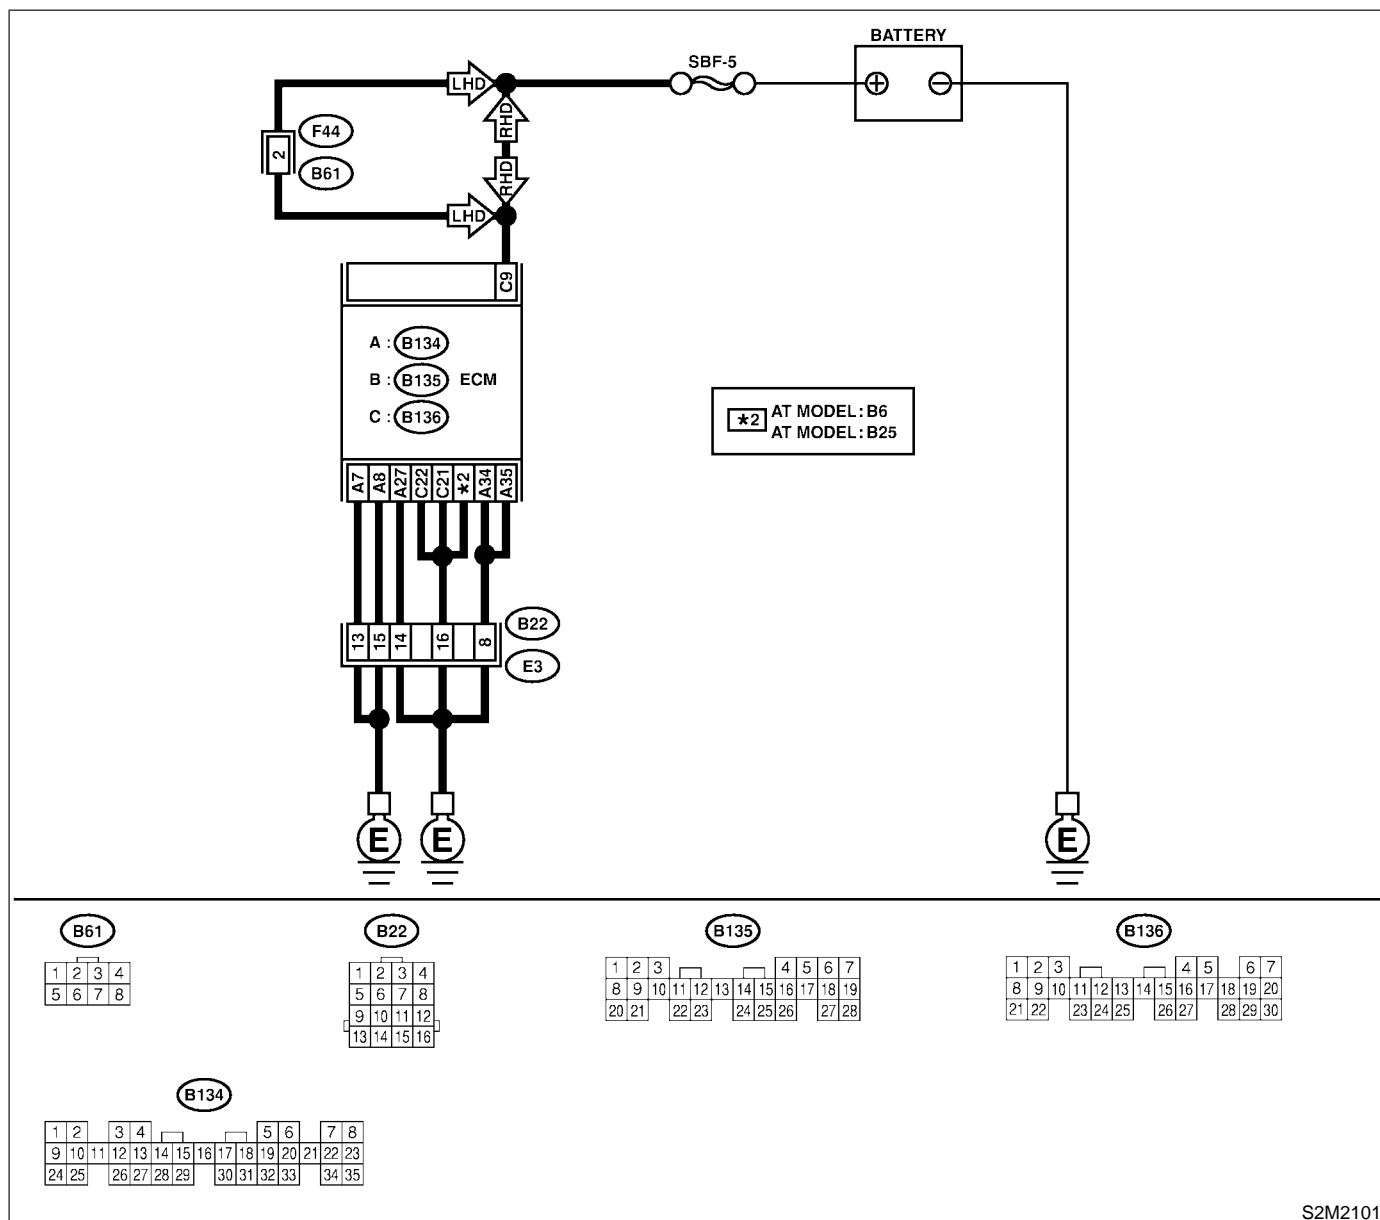 BATTERY
SBF-5
LHD
RHD
F44
2
B61
RHD
LHD
C9
A : B134
B : B135 ECM
C : B136
*2 AT MODEL : B6
AT MODEL : B25
A7 A8 A27 C22 C21 *2 A34 A35
B22
13 15 14 16 8
E3
E E E
B61
1 2 3 4
5 6 7 8
B22
1 2 3 4
5 6 7 8
9 10 11 12
13 14 15 16
B135
1 2 3 4 5 6 7
8 9 10 11 12 13 14 15 16 17 18 19
20 21 22 23 24 25 26 27 28
B136
1 2 3 4 5 6 7
8 9 10 11 12 13 14 15 16 17 18 19 20
21 22 23 24 25 26 27 28 29 30
B134
1 2 3 4 5 6 7 8
9 10 11 12 13 14 15 16 17 18 19 20 21 22 23
24 25 26 27 28 29 30 31 32 33 34 35
S2M2101